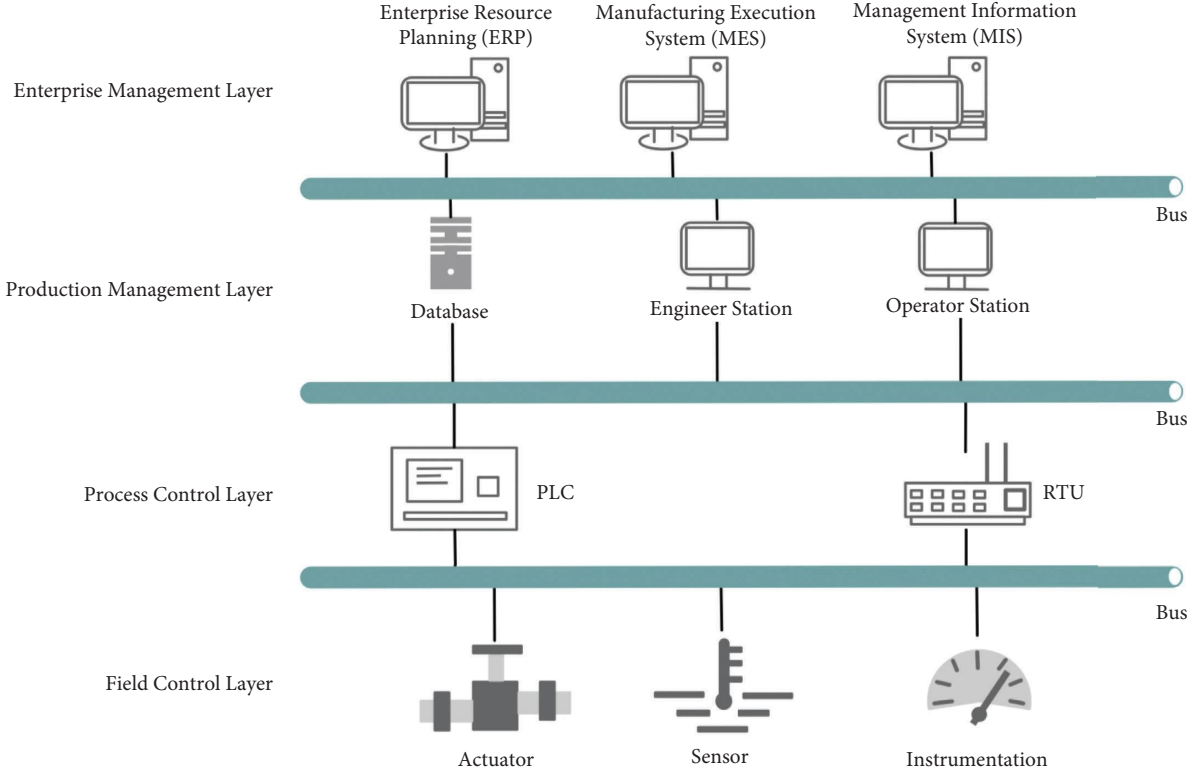 Enterprise Resource
Planning (ERP)
Manufacturing Execution
System (MES)
Management Information
System (MIS)
Enterprise Management Layer
Bus
Production Management Layer
Database
Engineer Station
Operator Station
Bus
Process Control Layer
PLC
RTU
Bus
Field Control Layer
Actuator
Sensor
Instrumentation